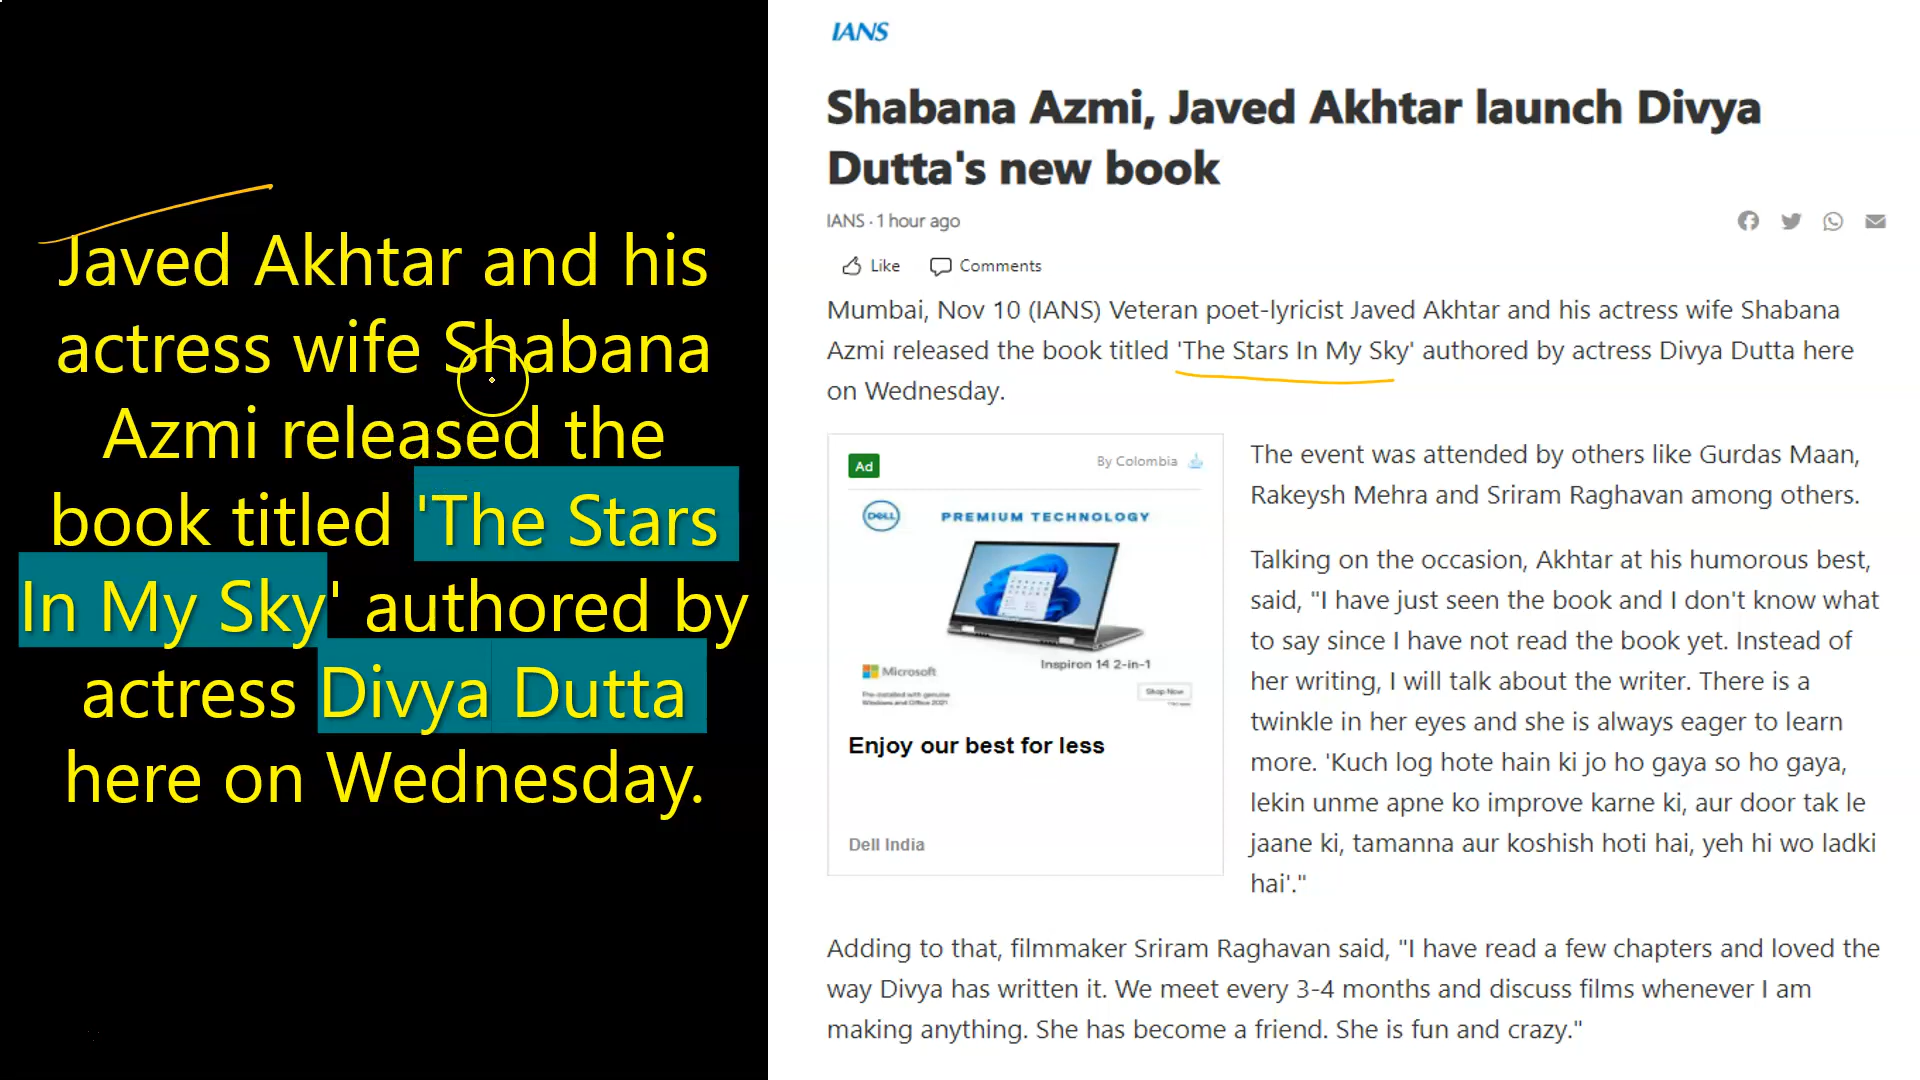 Javed Akhtar and his
actress wife Shabana
Azmi released the
book titled 'The Stars
In My Sky' authored by
actress Divya Dutta
here on Wednesday.
IANS
Shabana Azmi, Javed Akhtar launch Divya
Dutta's new book
IANS · 1 hour ago
Like Comments
Mumbai, Nov 10 (IANS) Veteran poet-lyricist Javed Akhtar and his actress wife Shabana
Azmi released the book titled 'The Stars In My Sky' authored by actress Divya Dutta here
on Wednesday.
Ad By Colombia
DELL PREMIUM TECHNOLOGY
Inspiron 14 2-in-1
Microsoft
Pre-installed with genuine
Windows and Office 2021
Shop Now
Enjoy our best for less
Dell India
The event was attended by others like Gurdas Maan,
Rakeysh Mehra and Sriram Raghavan among others.
Talking on the occasion, Akhtar at his humorous best,
said, "I have just seen the book and I don't know what
to say since I have not read the book yet. Instead of
her writing, I will talk about the writer. There is a
twinkle in her eyes and she is always eager to learn
more. 'Kuch log hote hain ki jo ho gaya so ho gaya,
lekin unme apne ko improve karne ki, aur door tak le
jaane ki, tamanna aur koshish hoti hai, yeh hi wo ladki
hai'."
Adding to that, filmmaker Sriram Raghavan said, "I have read a few chapters and loved the
way Divya has written it. We meet every 3-4 months and discuss films whenever I am
making anything. She has become a friend. She is fun and crazy."